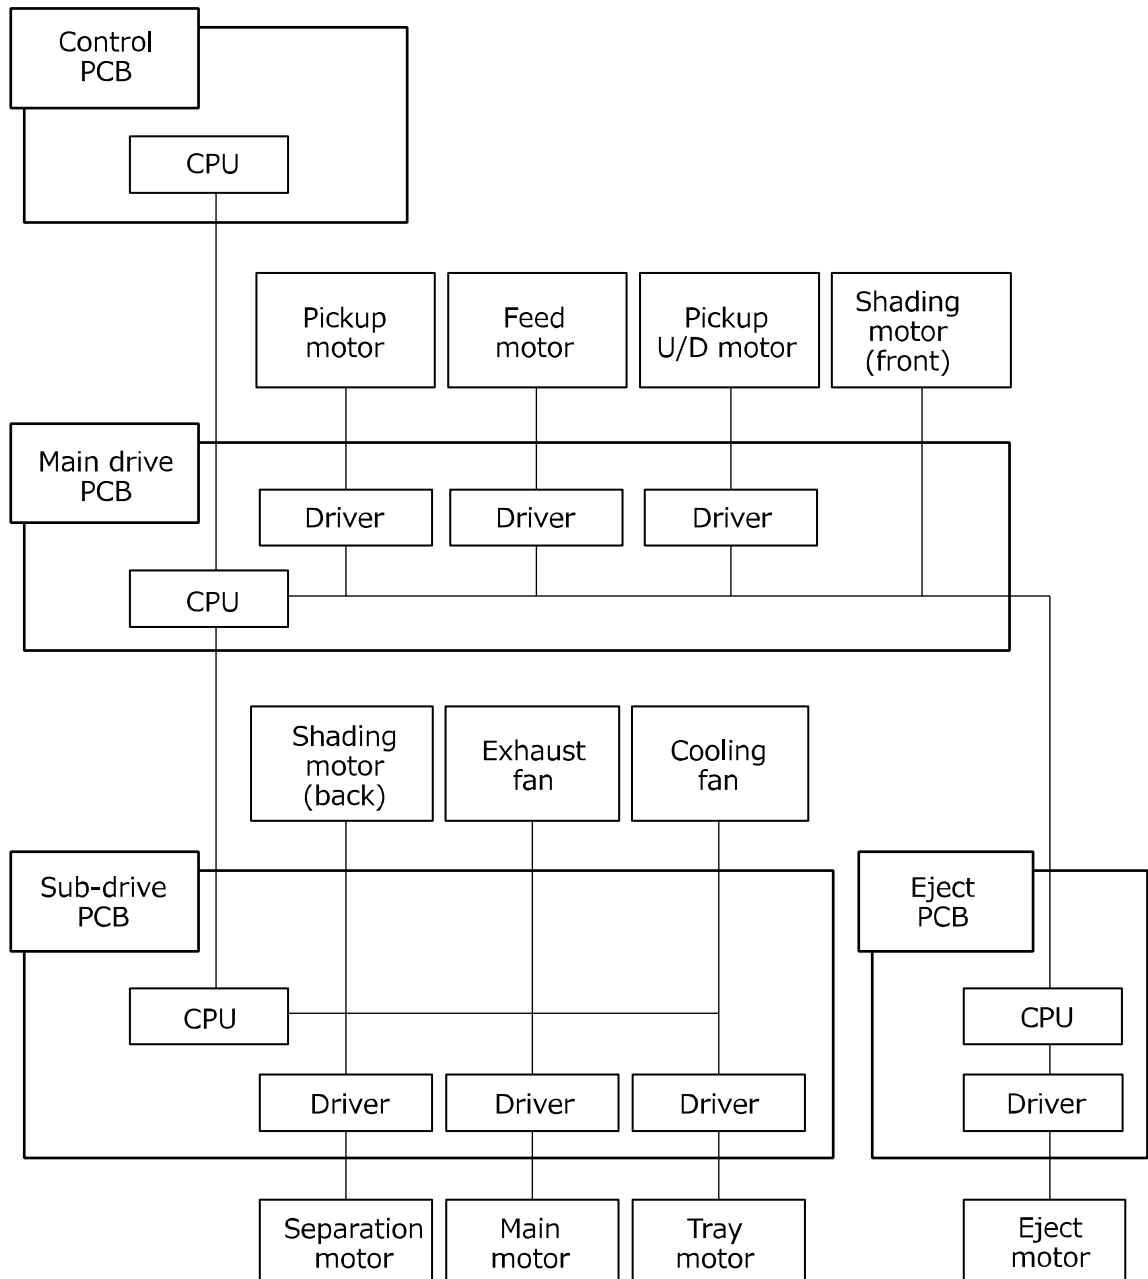 Control
PCB
CPU
Pickup
motor
Feed
motor
Pickup
U/D motor
Shading
motor
(front)
Main drive
PCB
Driver
Driver
Driver
CPU
Shading
motor
(back)
Exhaust
fan
Cooling
fan
Sub-drive
PCB
Eject
PCB
CPU
CPU
Driver
Driver
Driver
Driver
Separation
motor
Main
motor
Tray
motor
Eject
motor